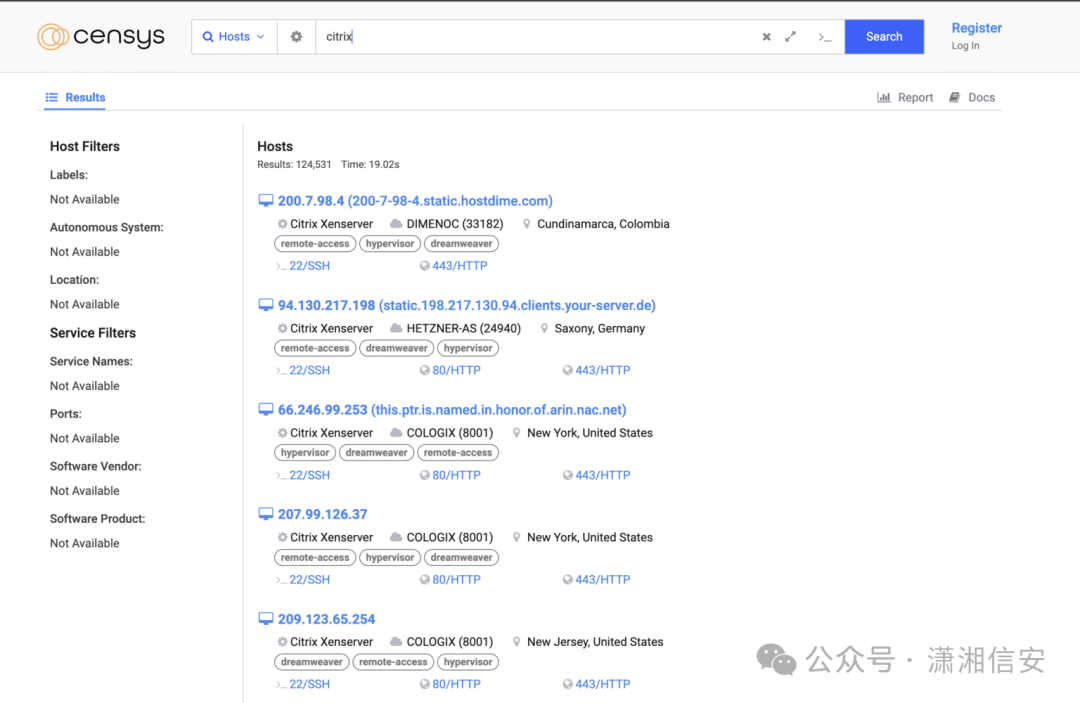 censys
Hosts
citrix
>_
Search
Register
Log In
Results
Report
Docs
Host Filters
Labels:
Not Available
Autonomous System:
Not Available
Location:
Not Available
Service Filters
Service Names:
Not Available
Ports:
Not Available
Software Vendor:
Not Available
Software Product:
Not Available
Hosts
Results: 124,531 Time: 19.02s
200.7.98.4 (200-7-98-4.static.hostdime.com)
Citrix Xenserver DIMENOC (33182) Cundinamarca, Colombia
remote-access hypervisor dreamweaver
>_ 22/SSH 443/HTTP
94.130.217.198 (static.198.217.130.94.clients.your-server.de)
Citrix Xenserver HETZNER-AS (24940) Saxony, Germany
remote-access dreamweaver hypervisor
>_ 22/SSH 80/HTTP 443/HTTP
66.246.99.253 (this.ptr.is.named.in.honor.of.arin.nac.net)
Citrix Xenserver COLOGIX (8001) New York, United States
hypervisor dreamweaver remote-access
>_ 22/SSH 80/HTTP 443/HTTP
207.99.126.37
Citrix Xenserver COLOGIX (8001) New York, United States
remote-access hypervisor dreamweaver
>_ 22/SSH 80/HTTP 443/HTTP
209.123.65.254
Citrix Xenserver COLOGIX (8001) New Jersey, United States
dreamweaver remote-access hypervisor
>_ 22/SSH 80/HTTP 443/HTTP
公众号 · 潇湘信安